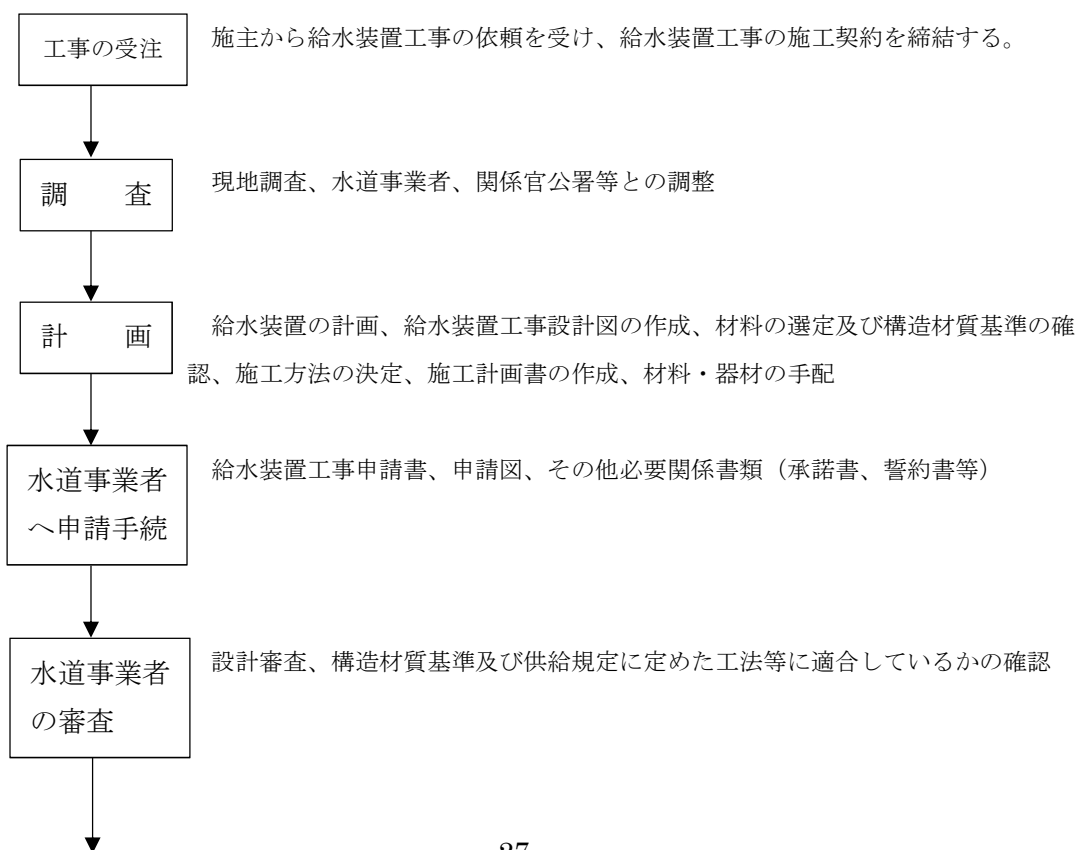 工事の受注
施主から給水装置工事の依頼を受け、給水装置工事の施工契約を締結する。
調　　査
現地調査、水道事業者、関係官公署等との調整
計　　画
給水装置の計画、給水装置工事設計図の作成、材料の選定及び構造材質基準の確
認、施工方法の決定、施工計画書の作成、材料・器材の手配
水道事業者
へ申請手続
給水装置工事申請書、申請図、その他必要関係書類（承諾書、誓約書等）
水道事業者
の審査
設計審査、構造材質基準及び供給規定に定めた工法等に適合しているかの確認
27